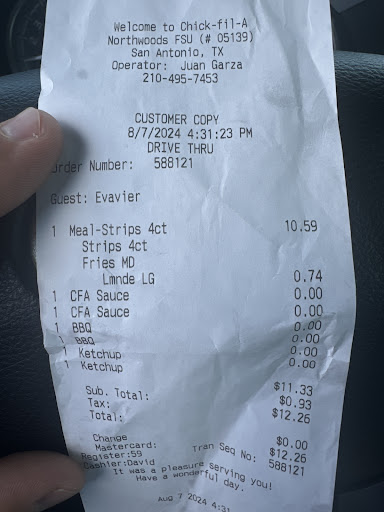 Welcome to Chick-fil-A
Northwoods FSU (# 05139)
San Antonio, TX
Operator: Juan Garza
210-495-7453
CUSTOMER COPY
8/7/2024 4:31:23 PM
DRIVE THRU
rder Number: 588121
Guest: Evavier
1 Meal-Strips 4ct 10.59
Strips 4ct
Fries MD
Lmnde LG 0.74
1 CFA Sauce 0.00
1 CFA Sauce 0.00
1 BBQ 0.00
1 BBQ 0.00
1 Ketchup 0.00
1 Ketchup 0.00
Sub. Total: $11.33
Tax: $0.93
Total: $12.26
Change $0.00
Mastercard: $12.26
Register:59 Tran Seq No: 588121
Cashier:David
It was a pleasure serving you!
Have a wonderful day.
Aug 7 2024 4:31